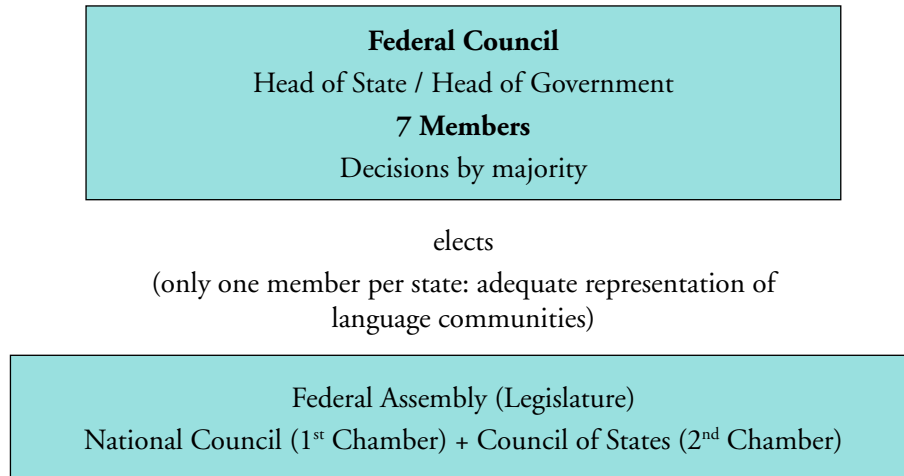 Federal Council
Head of State / Head of Government
7 Members
Decisions by majority
elects
(only one member per state: adequate representation of
language communities)
Federal Assembly (Legislature)
National Council (1st Chamber) + Council of States (2nd Chamber)